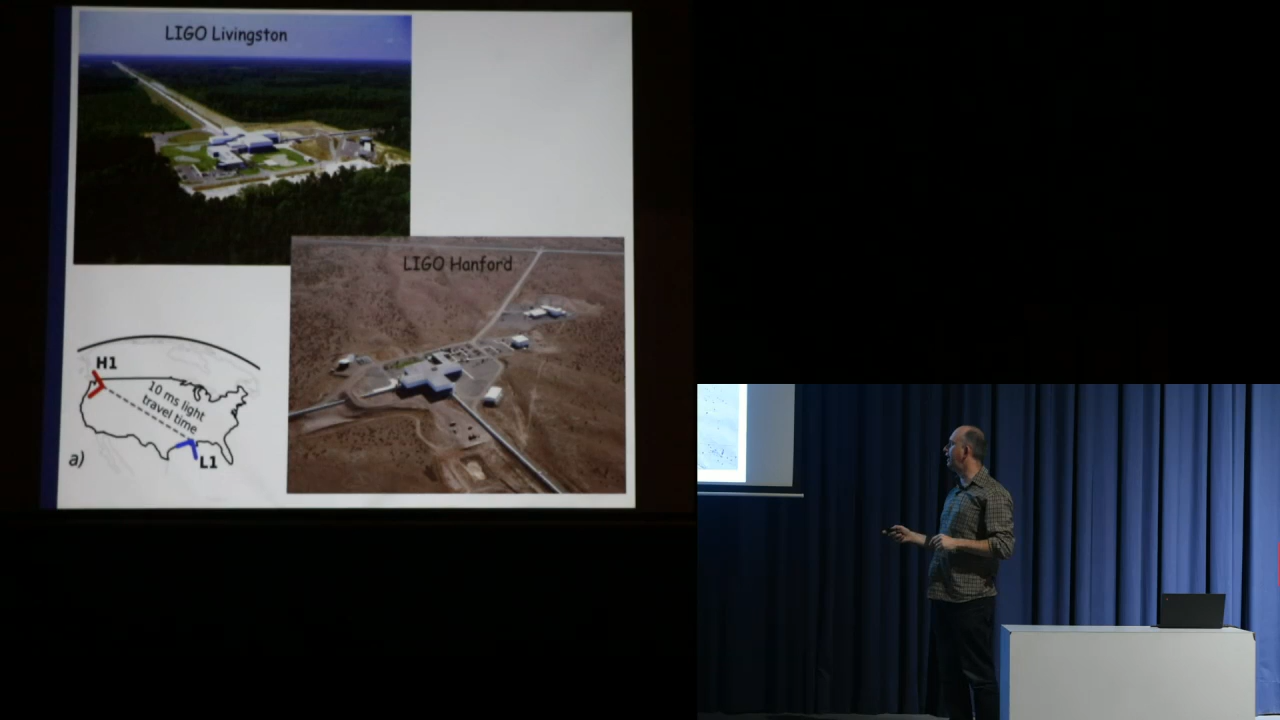 LIGO Livingston
LIGO Hanford
H1
10 ms light
travel time
a)
L1